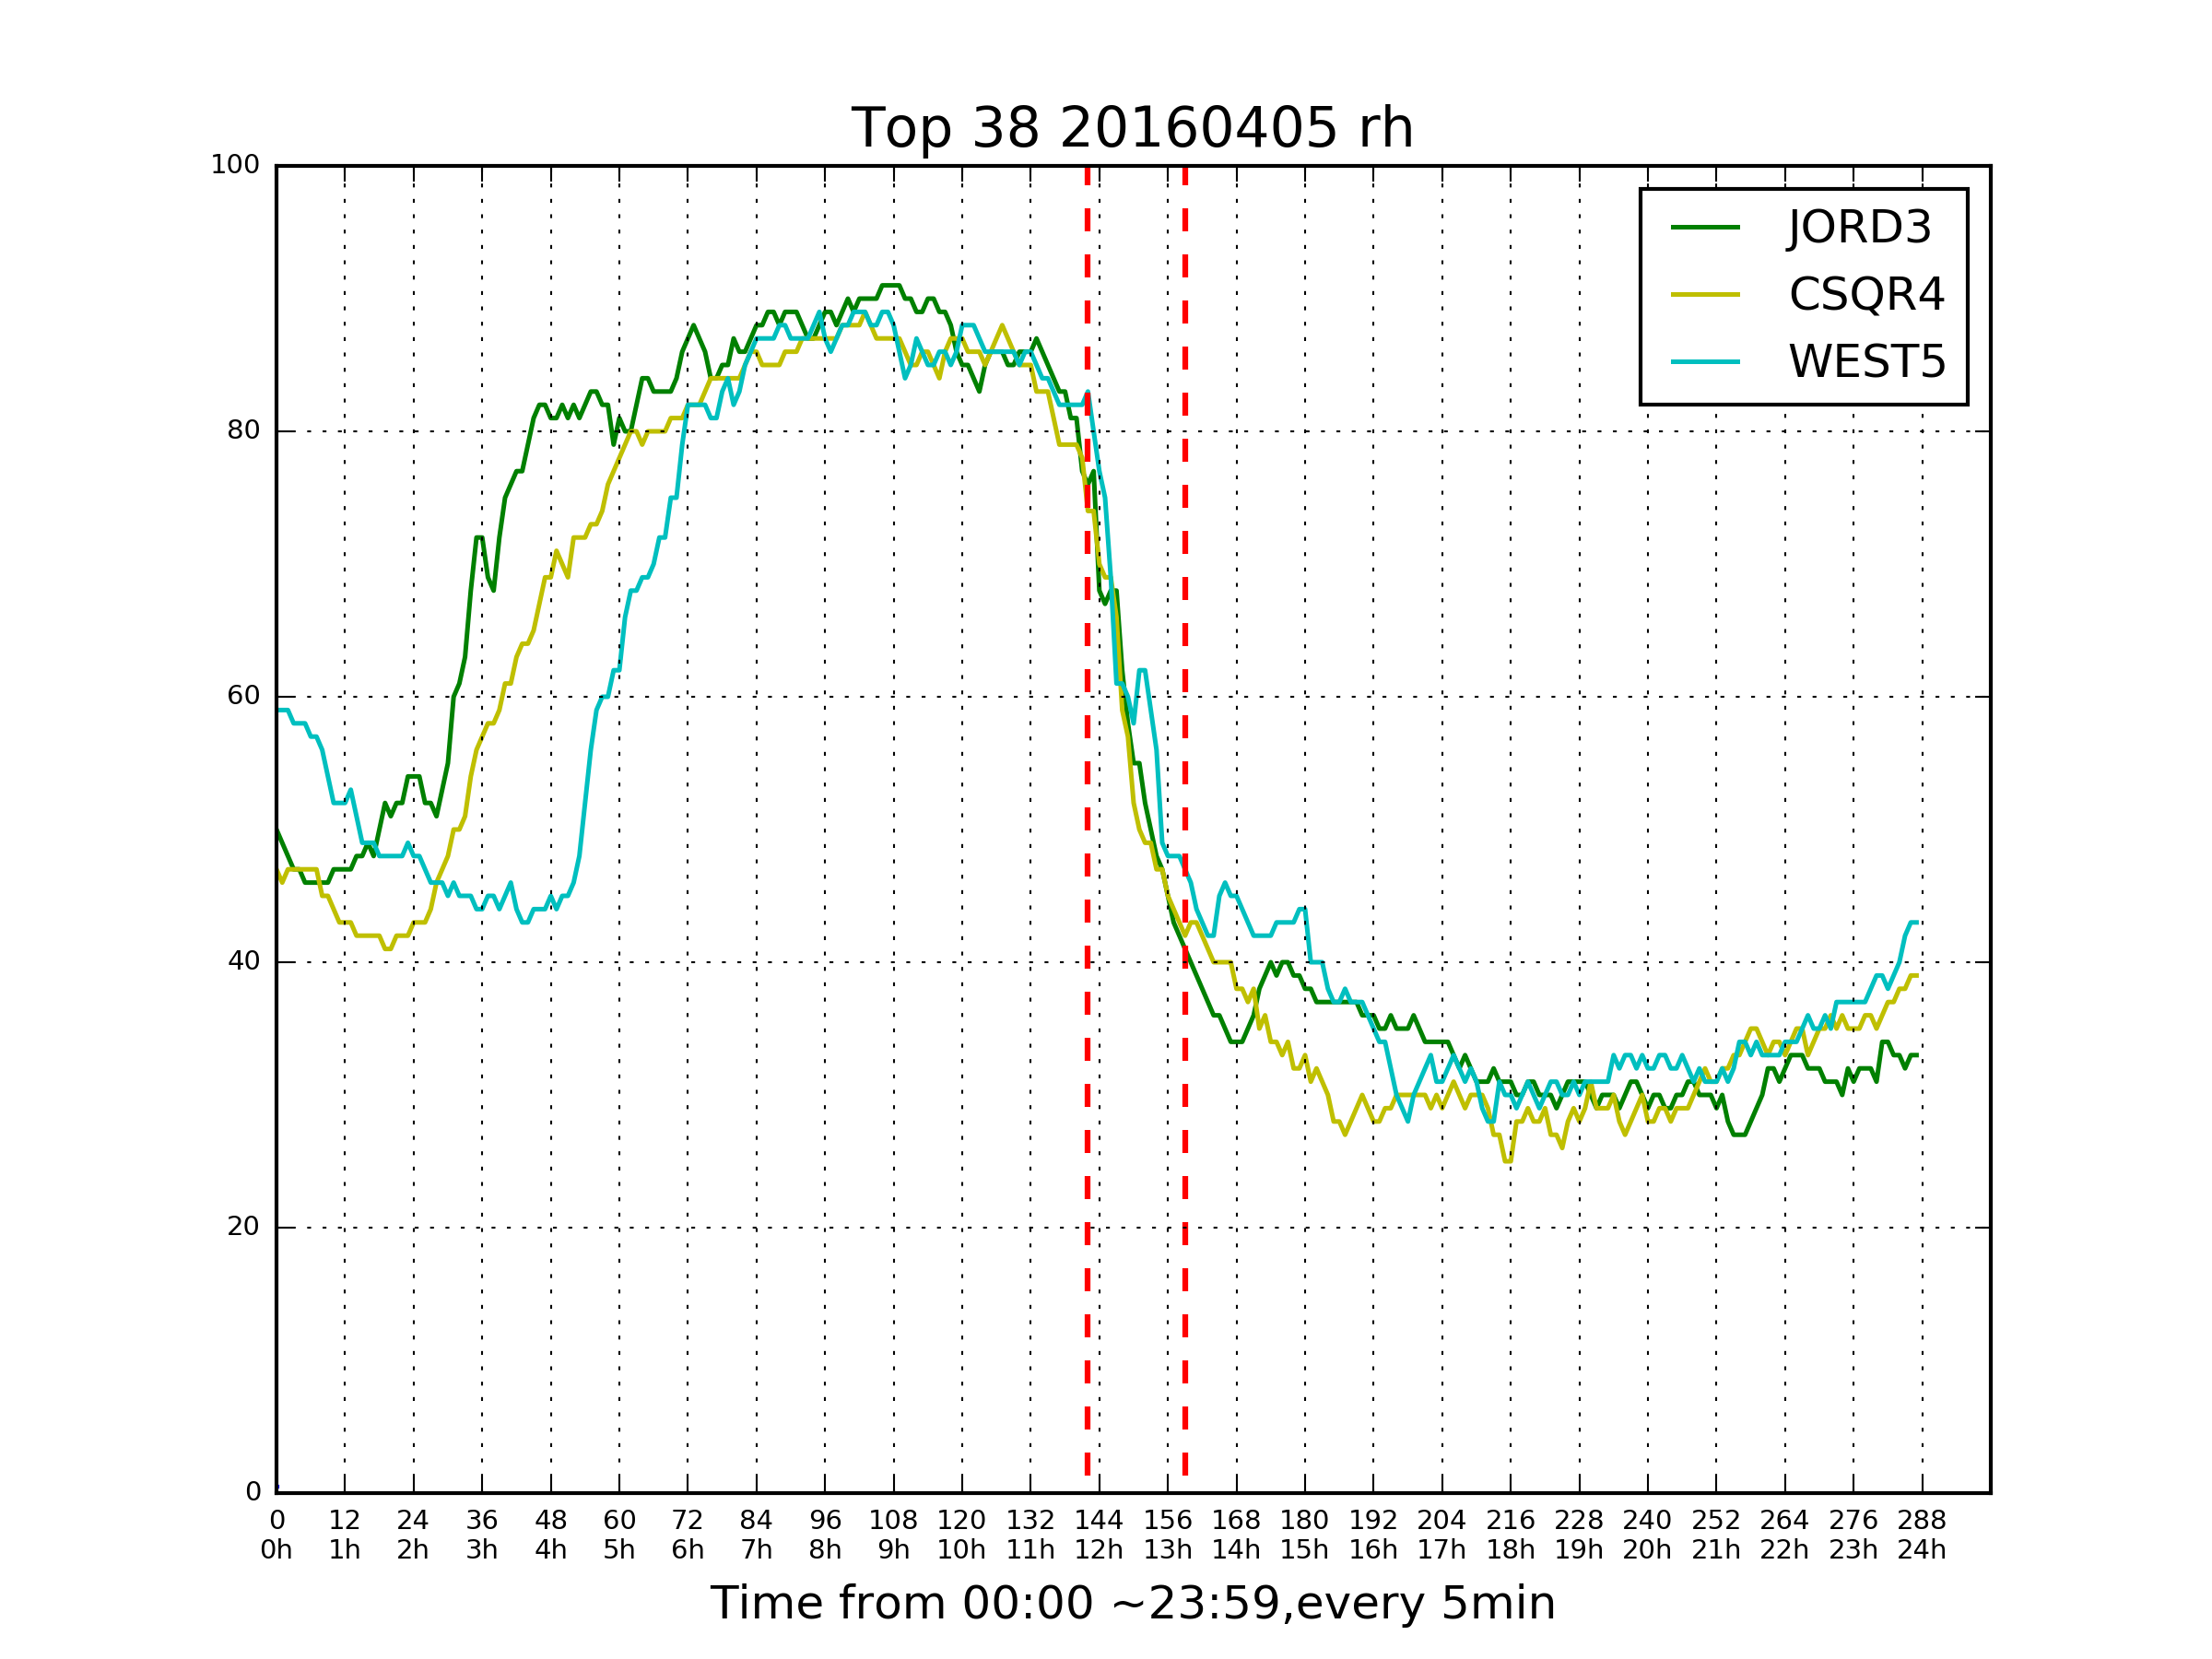 Top 38 20160405 rh
100
80
60
40
20
0
JORD3
CSQR4
WEST5
0 12 24 36 48 60 72 84 96 108 120 132 144 156 168 180 192 204 216 228 240 252 264 276 288
0h 1h 2h 3h 4h 5h 6h 7h 8h 9h 10h 11h 12h 13h 14h 15h 16h 17h 18h 19h 20h 21h 22h 23h 24h
Time from 00:00 ~23:59,every 5min